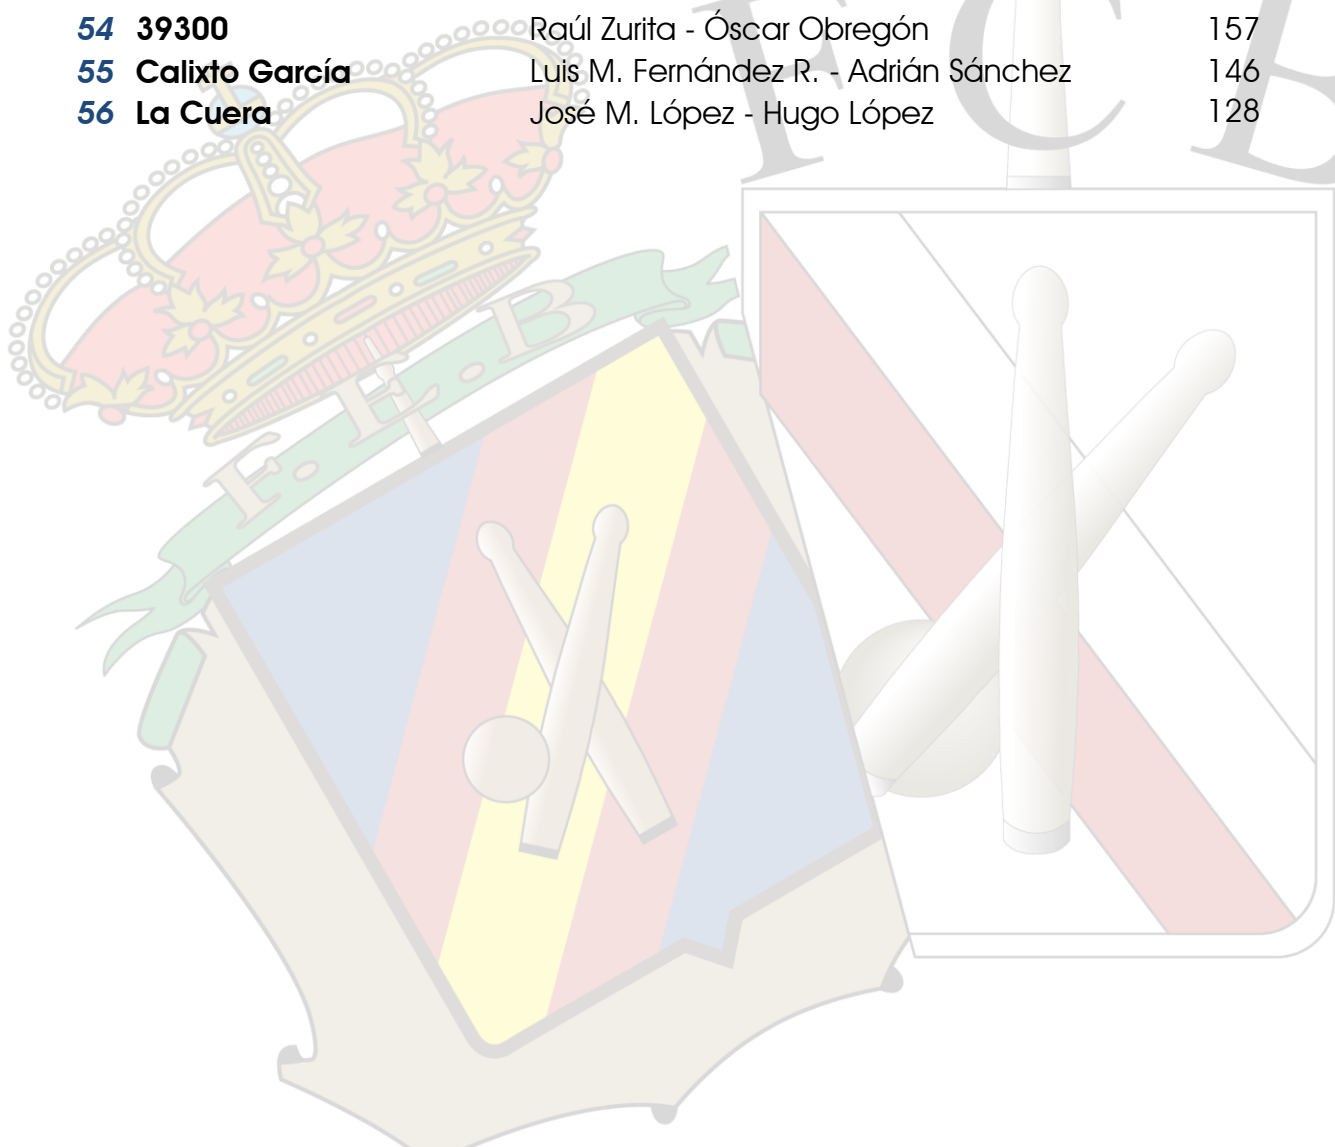 54 39300 Raúl Zurita - Óscar Obregón 157
55 Calixto García Luis M. Fernández R. - Adrián Sánchez 146
56 La Cuera José M. López - Hugo López 128
F C B
F. E. B